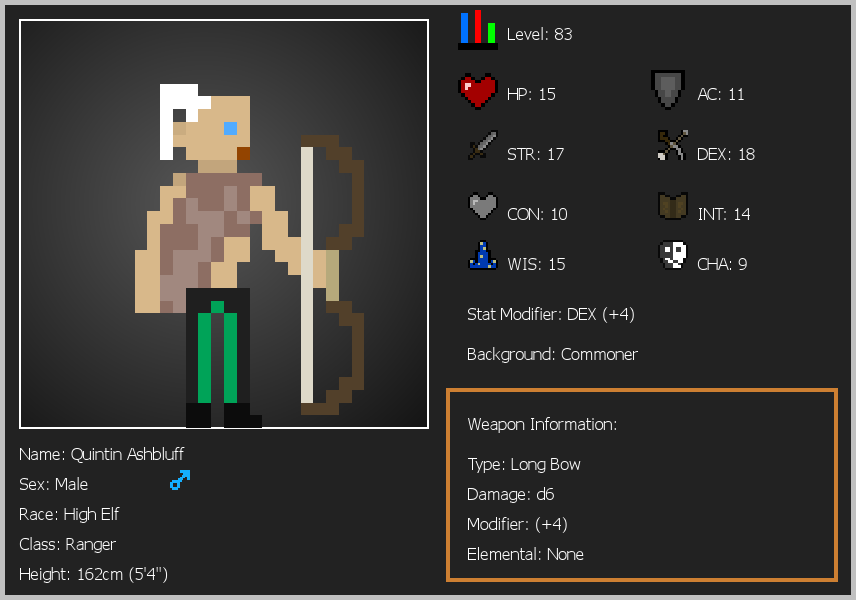 Level: 83
HP: 15
AC: 11
STR: 17
DEX: 18
CON: 10
INT: 14
WIS: 15
CHA: 9
Stat Modifier: DEX (+4)
Background: Commoner
Weapon Information:
Type: Long Bow
Damage: d6
Modifier: (+4)
Elemental: None
Name: Quintin Ashbluff
Sex: Male
Race: High Elf
Class: Ranger
Height: 162cm (5'4")